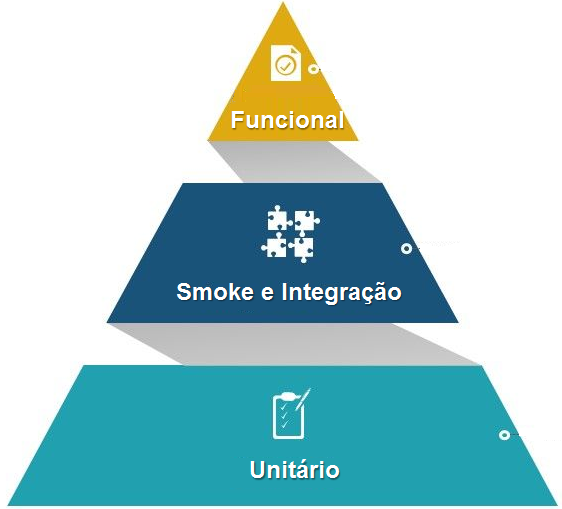 Funcional
Smoke e Integração
Unitário